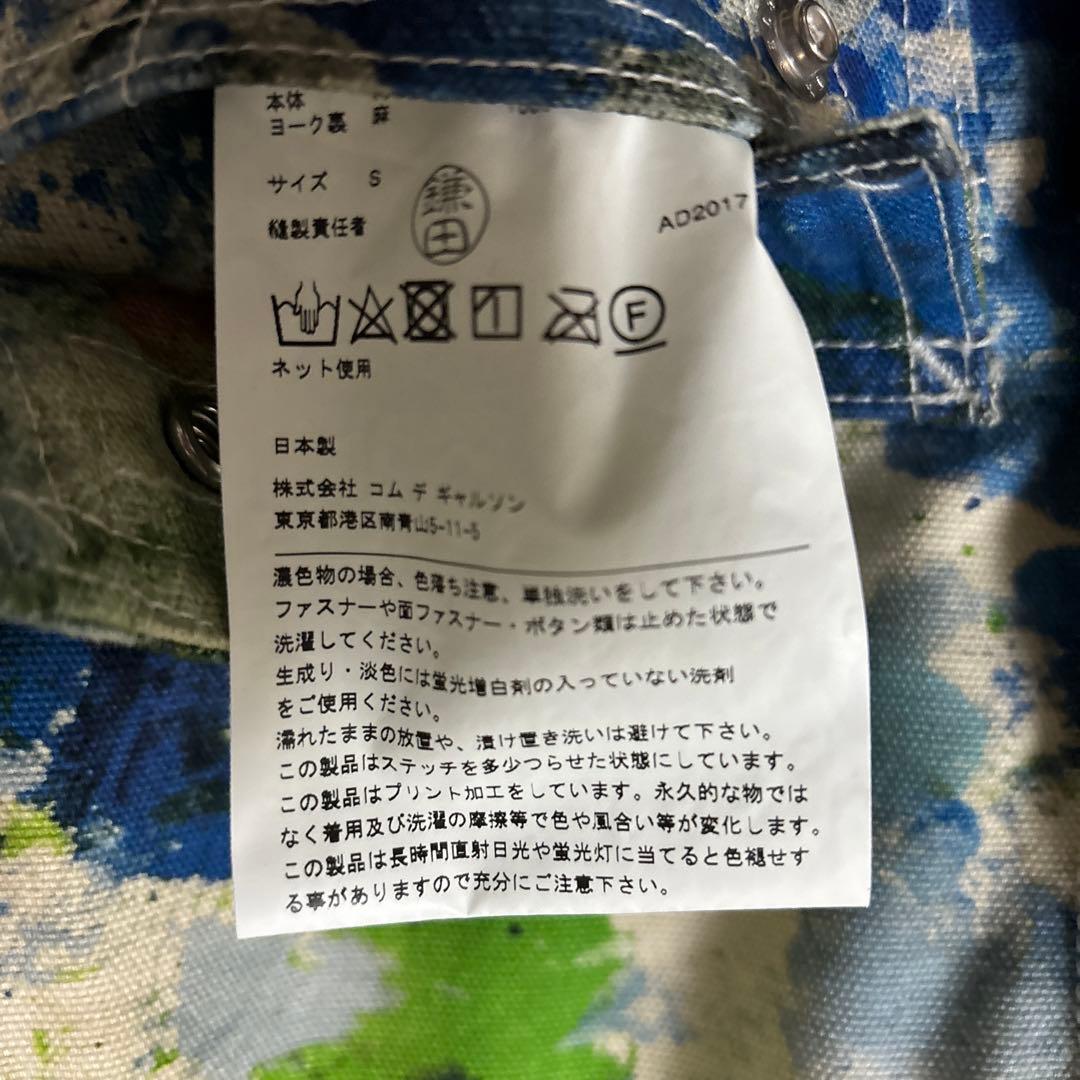 本体
ヨーク裏 麻
サイズ S
縫製責任者 鎌田
AD2017
F
ネット使用
日本製
株式会社 コム デ ギャルソン
東京都港区南青山5-11-5
濃色物の場合、色落ち注意、単独洗いをして下さい。
ファスナーや面ファスナー・ボタン類は止めた状態で
洗濯してください。
生成り・淡色には蛍光増白剤の入っていない洗剤
をご使用ください。
濡れたままの放置や、漬け置き洗いは避けて下さい。
この製品はステッチを多少つらせた状態にしています。
この製品はプリント加工をしています。永久的な物では
なく着用及び洗濯の摩擦等で色や風合い等が変化します。
この製品は長時間直射日光や蛍光灯に当てると色褪せす
る事がありますので充分にご注意下さい。